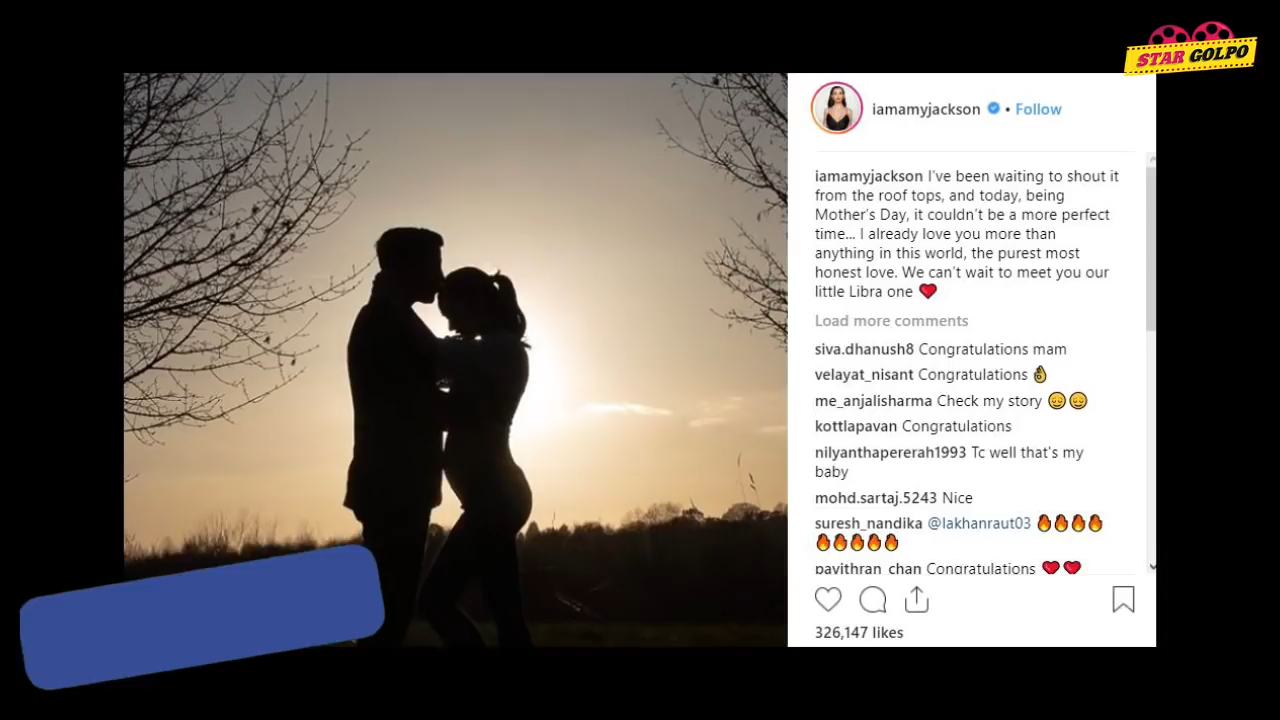 STAR GOLPO
iamamyjackson • Follow
iamamyjackson I've been waiting to shout it
from the roof tops, and today, being
Mother's Day, it couldn't be a more perfect
time... I already love you more than
anything in this world, the purest most
honest love. We can't wait to meet you our
little Libra one ❤️
Load more comments
siva.dhanush8 Congratulations mam
velayat_nisant Congratulations 👌
me_anjalisharma Check my story 😌😌
kottlapavan Congratulations
nilyanthapererah1993 Tc well that's my
baby
mohd.sartaj.5243 Nice
suresh_nandika @lakhanraut03 🔥🔥🔥🔥
🔥🔥🔥🔥🔥
pavithran_chan Congratulations ❤️❤️
326,147 likes